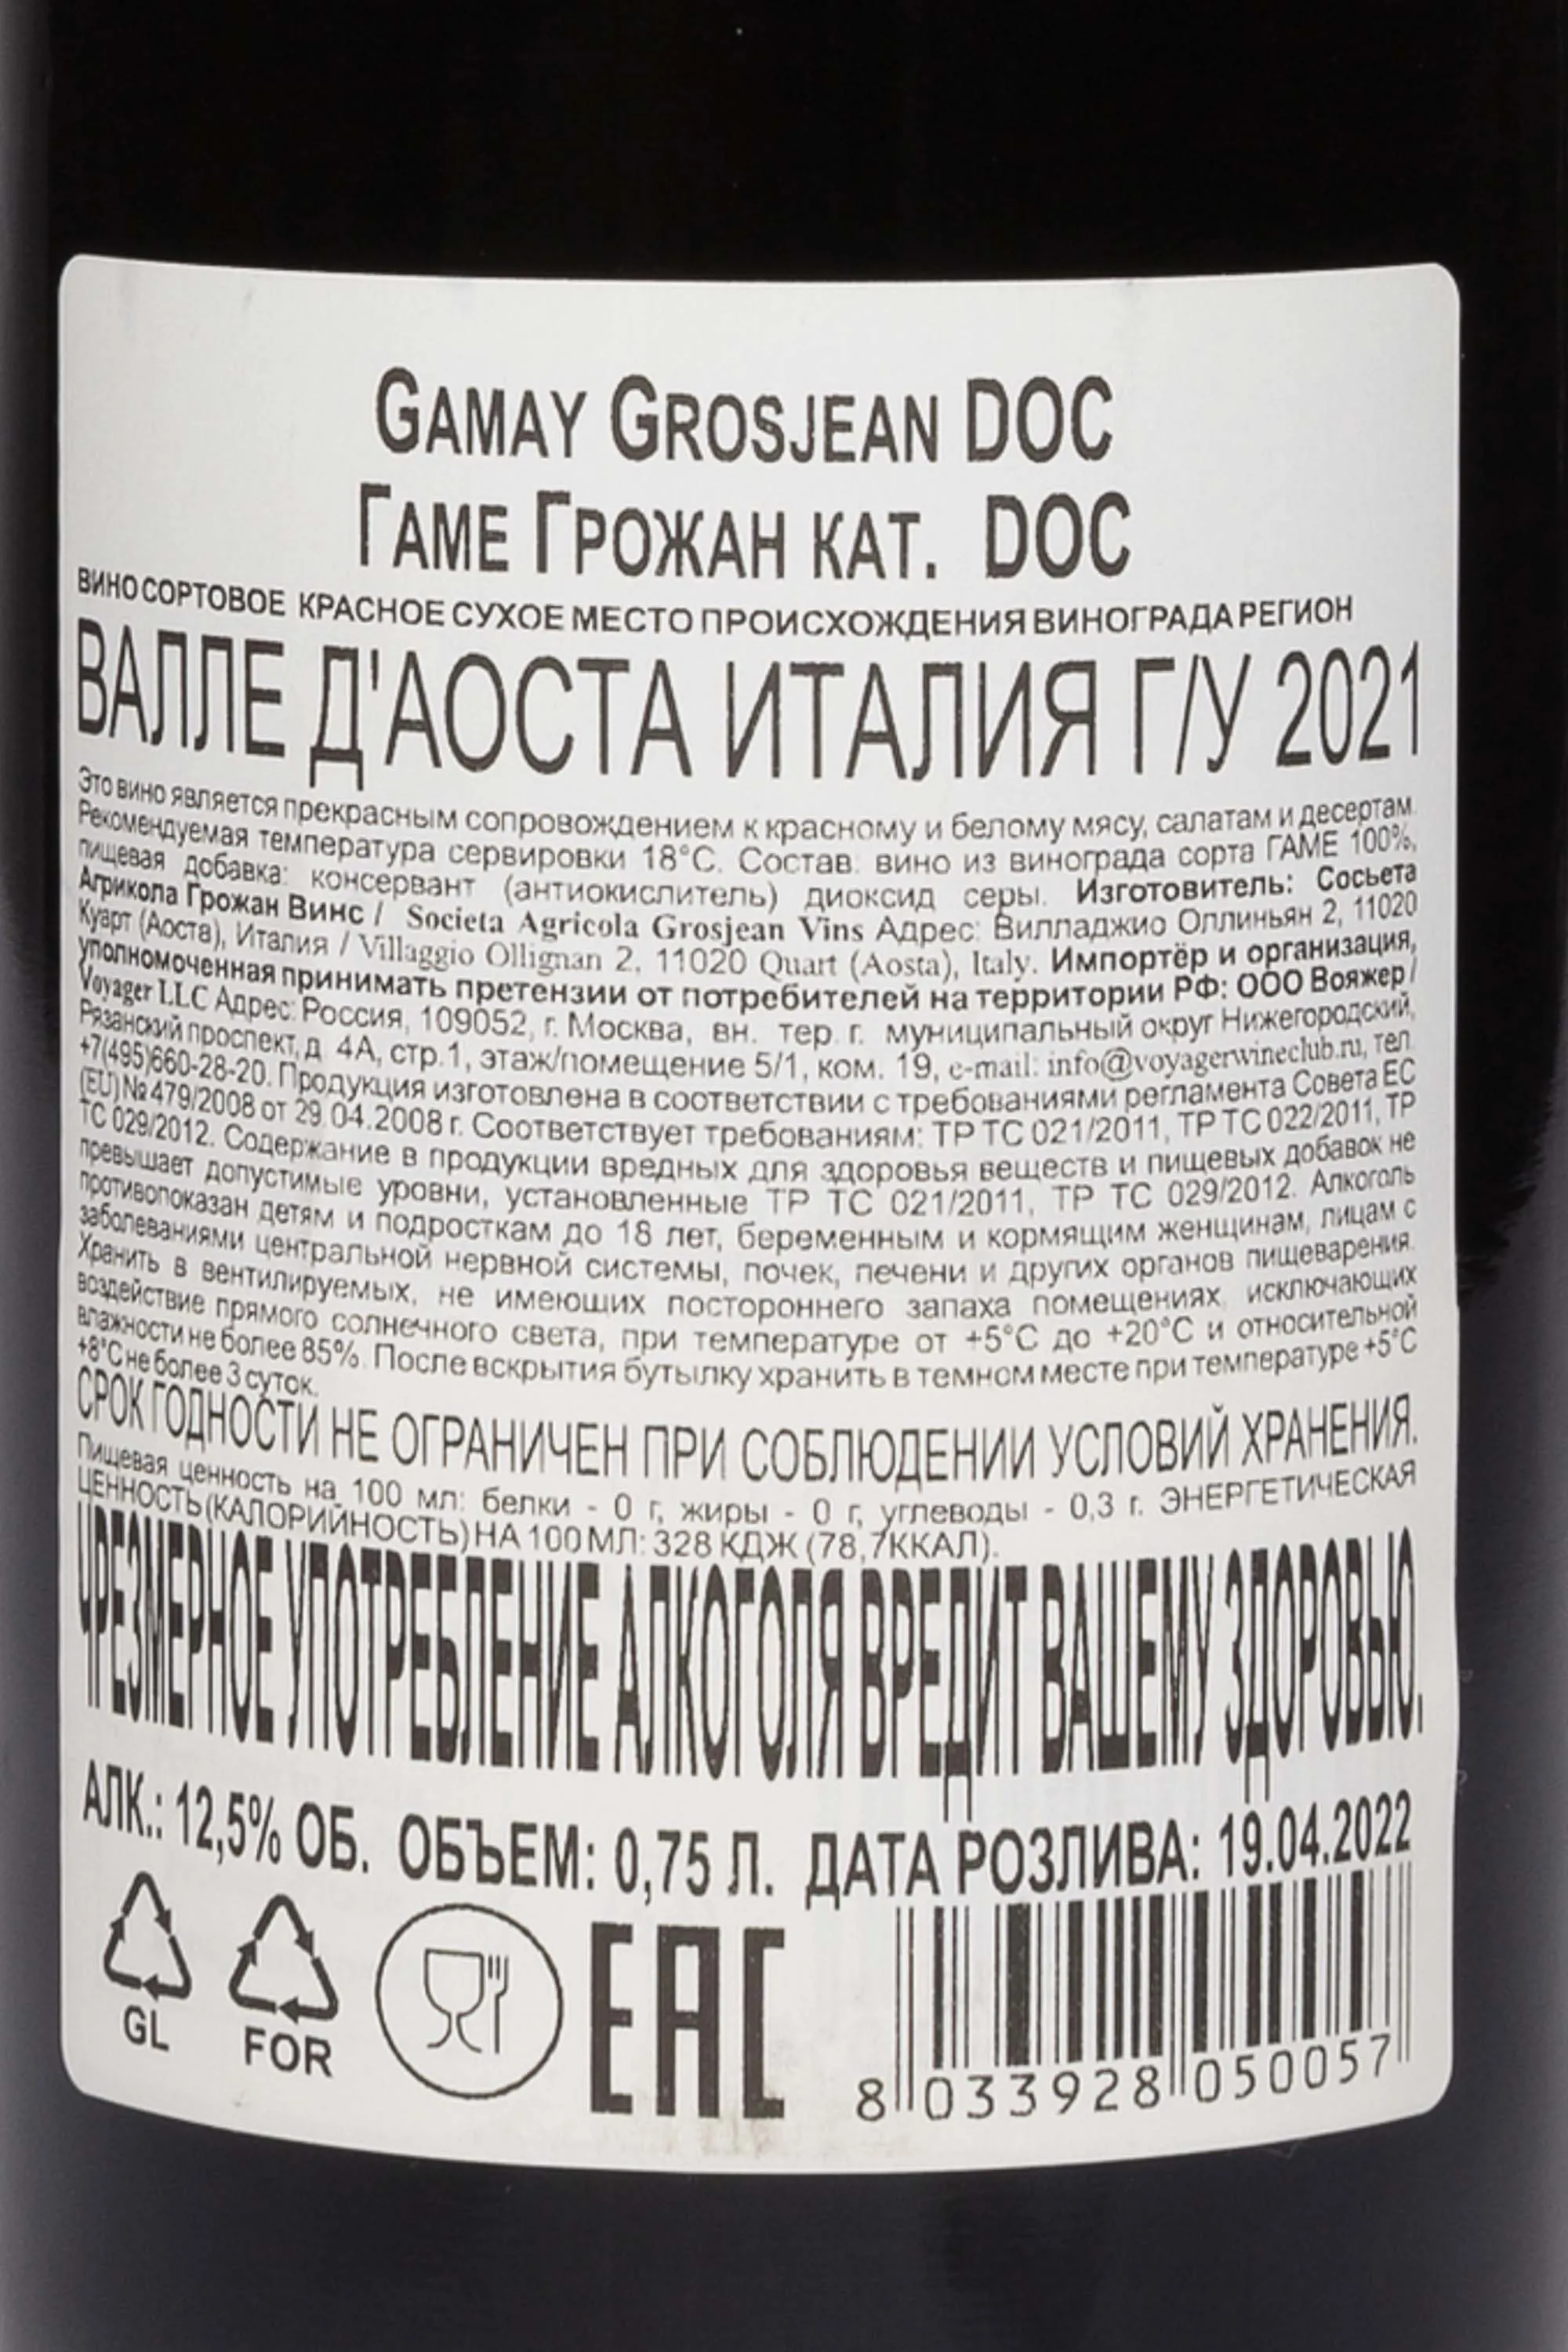 GAMAY GROSJEAN DOC
ГАМЕ ГРОЖАН КАТ. DOC
ВИНО СОРТОВОЕ КРАСНОЕ СУХОЕ МЕСТО ПРОИСХОЖДЕНИЯ ВИНОГРАДА РЕГИОН
ВАЛЛЕ Д'АОСТА ИТАЛИЯ Г/У 2021
Это вино является прекрасным сопровождением к красному и белому мясу, салатам и десертам.
Рекомендуемая температура сервировки 18°С. Состав: вино из винограда сорта ГАМЕ 100%,
пищевая добавка: консервант (антиокислитель) диоксид серы. Изготовитель: Сосьета
Агрикола Грожан Винс / Societa Agricola Grosjean Vins Адрес: Вилладжио Оллиньян 2, 11020
Куарт (Аоста), Италия / Villaggio Ollignan 2, 11020 Quart (Aosta), Italy. Импортёр и организация,
уполномоченная принимать претензии от потребителей на территории РФ: ООО Вояжер /
Voyager LLC Адрес: Россия, 109052, г. Москва, вн. тер. г. муниципальный округ Нижегородский,
Рязанский проспект, д. 4А, стр.1, этаж/помещение 5/1, ком. 19, e-mail: info@voyagerwineclub.ru, тел.
+7(495)660-28-20. Продукция изготовлена в соответствии с требованиями регламента Совета ЕС
(EU) №479/2008 от 29.04.2008 г. Соответствует требованиям: ТР ТС 021/2011, ТР ТС 022/2011, ТР
ТС 029/2012. Содержание в продукции вредных для здоровья веществ и пищевых добавок не
превышает допустимые уровни, установленные ТР ТС 021/2011, ТР ТС 029/2012. Алкоголь
противопоказан детям и подросткам до 18 лет, беременным и кормящим женщинам, лицам с
заболеваниями центральной нервной системы, почек, печени и других органов пищеварения.
Хранить в вентилируемых, не имеющих постороннего запаха помещениях, исключающих
воздействие прямого солнечного света, при температуре от +5°С до +20°С и относительной
влажности не более 85%. После вскрытия бутылку хранить в темном месте при температуре +5°С
+8°С не более 3 суток.
СРОК ГОДНОСТИ НЕ ОГРАНИЧЕН ПРИ СОБЛЮДЕНИИ УСЛОВИЙ ХРАНЕНИЯ.
Пищевая ценность на 100 мл: белки - 0 г, жиры - 0 г, углеводы - 0,3 г. ЭНЕРГЕТИЧЕСКАЯ
ЦЕННОСТЬ (КАЛОРИЙНОСТЬ) НА 100 МЛ: 328 КДЖ (78,7ККАЛ).
ЧРЕЗМЕРНОЕ УПОТРЕБЛЕНИЕ АЛКОГОЛЯ ВРЕДИТ ВАШЕМУ ЗДОРОВЬЮ.
АЛК.: 12,5% ОБ. ОБЪЕМ: 0,75 Л. ДАТА РОЗЛИВА: 19.04.2022
GL FOR EAC
8 033928 050057